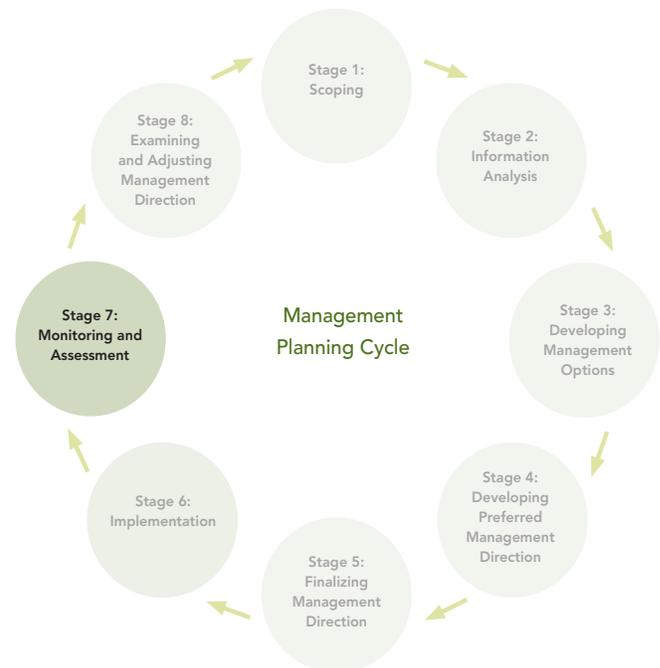 Stage 1:
Scoping
Stage 2:
Information
Analysis
Stage 3:
Developing
Management
Options
Stage 4:
Developing
Preferred
Management
Direction
Stage 5:
Finalizing
Management
Direction
Stage 6:
Implementation
Stage 7:
Monitoring and
Assessment
Stage 8:
Examining
and Adjusting
Management
Direction
Management
Planning Cycle